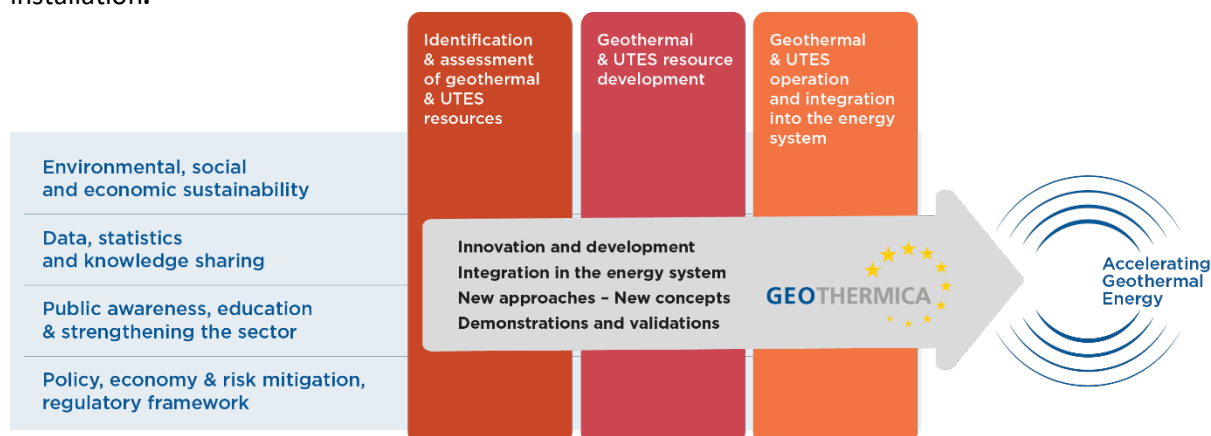 installation.
Identification
& assessment
of geothermal
& UTES
resources
Geothermal
& UTES resource
development
Geothermal
& UTES
operation
and integration
into the energy
system
Environmental, social
and economic sustainability
Data, statistics
and knowledge sharing
Public awareness, education
& strengthening the sector
Policy, economy & risk mitigation,
regulatory framework
Innovation and development
Integration in the energy system
New approaches – New concepts
Demonstrations and validations
GEOTHERMICA
Accelerating
Geothermal
Energy